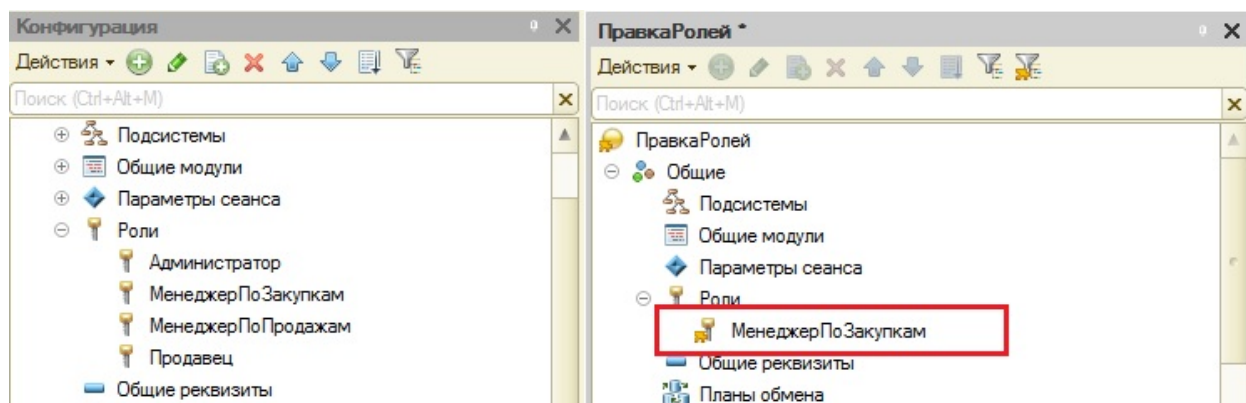 Конфигурация
Действия
Поиск (Ctrl+Alt+M)
Подсистемы
Общие модули
Параметры сеанса
Роли
Администратор
МенеджерПоЗакупкам
МенеджерПоПродажам
Продавец
Общие реквизиты
ПравкаРолей *
Действия
Поиск (Ctrl+Alt+M)
ПравкаРолей
Общие
Подсистемы
Общие модули
Параметры сеанса
Роли
МенеджерПоЗакупкам
Общие реквизиты
Планы обмена